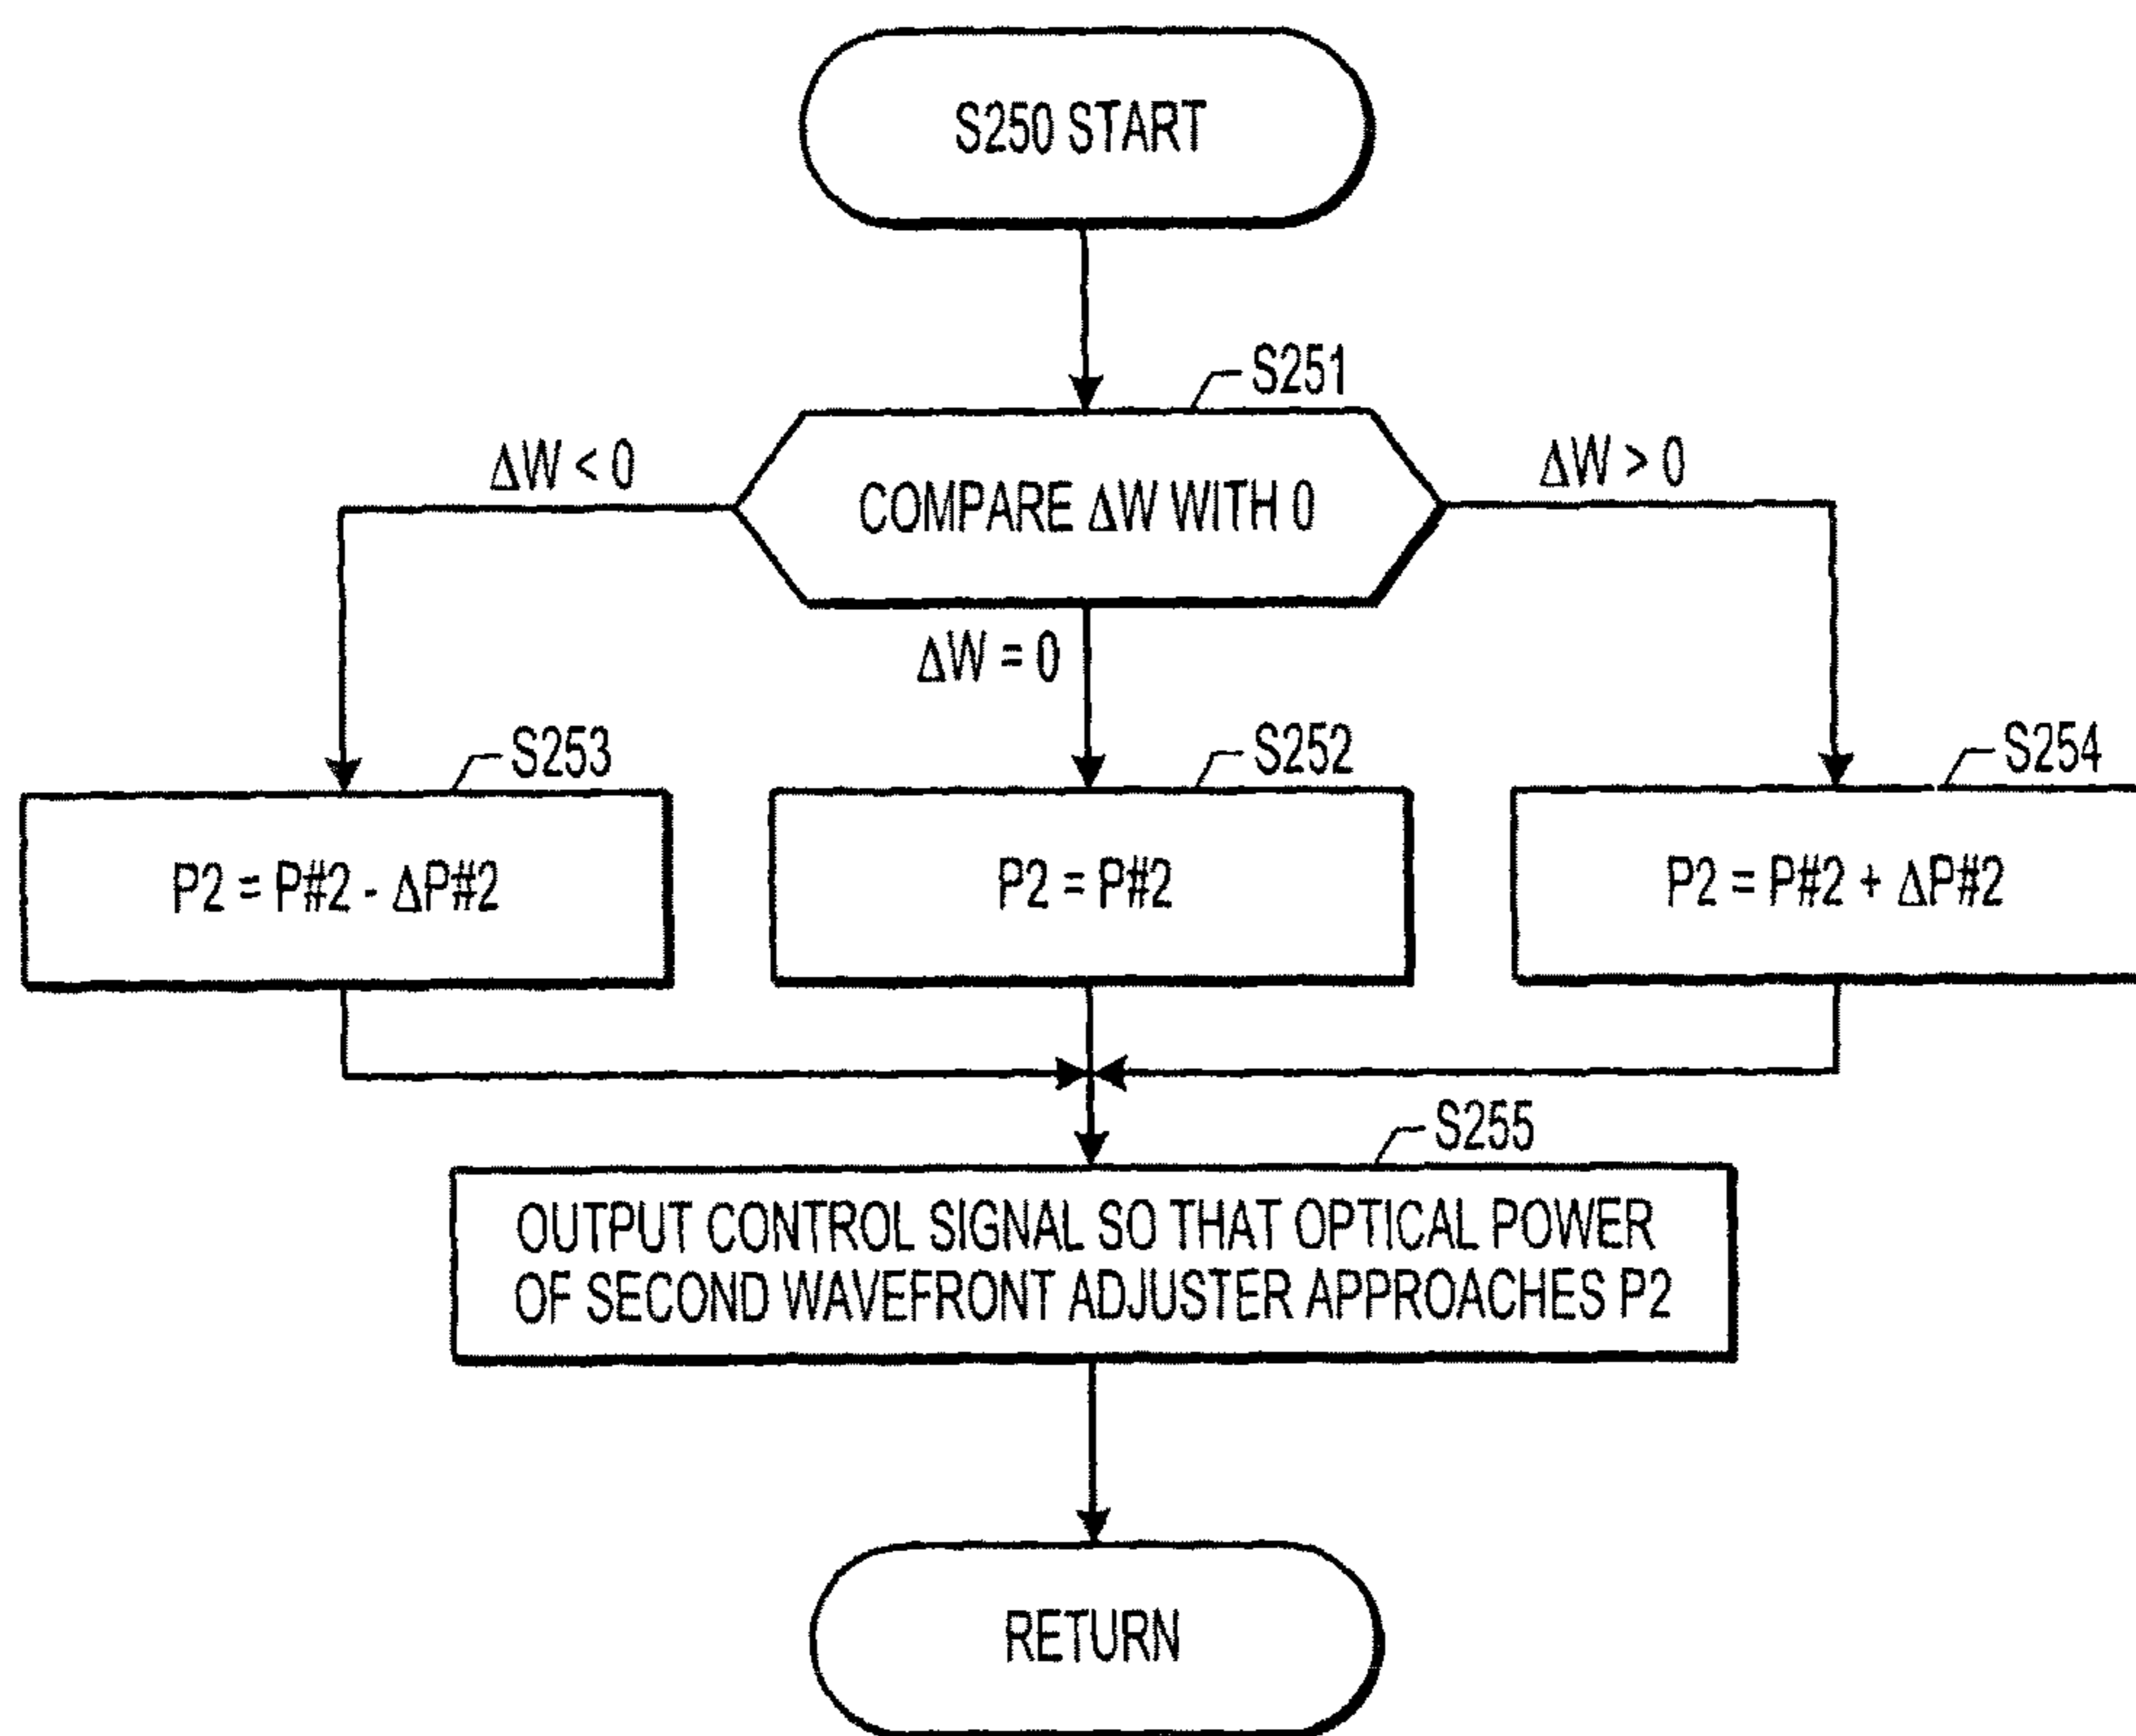 S250 START
S251
ΔW < 0
COMPARE ΔW WITH 0
ΔW > 0
ΔW = 0
S253
S252
S254
P2 = P#2 - ΔP#2
P2 = P#2
P2 = P#2 + ΔP#2
S255
OUTPUT CONTROL SIGNAL SO THAT OPTICAL POWER
OF SECOND WAVEFRONT ADJUSTER APPROACHES P2
RETURN